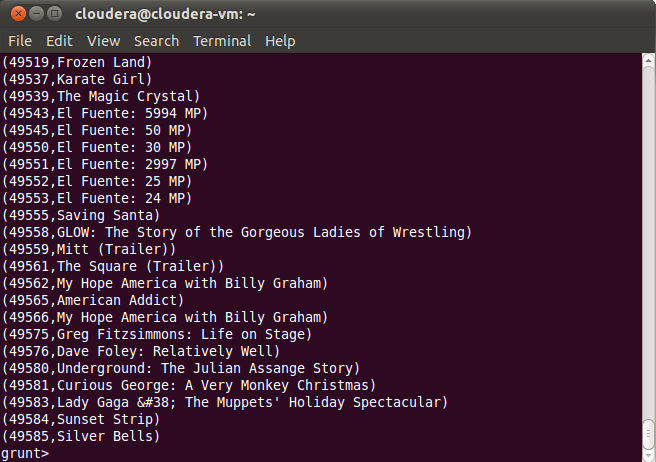 cloudera@cloudera-vm: ~
File Edit View Search Terminal Help
(49519,Frozen Land)
(49537,Karate Girl)
(49539,The Magic Crystal)
(49543,El Fuente: 5994 MP)
(49545,El Fuente: 50 MP)
(49550,El Fuente: 30 MP)
(49551,El Fuente: 2997 MP)
(49552,El Fuente: 25 MP)
(49553,El Fuente: 24 MP)
(49555,Saving Santa)
(49558,GLOW: The Story of the Gorgeous Ladies of Wrestling)
(49559,Mitt (Trailer))
(49561,The Square (Trailer))
(49562,My Hope America with Billy Graham)
(49565,American Addict)
(49566,My Hope America with Billy Graham)
(49575,Greg Fitzsimmons: Life on Stage)
(49576,Dave Foley: Relatively Well)
(49580,Underground: The Julian Assange Story)
(49581,Curious George: A Very Monkey Christmas)
(49583,Lady Gaga &#38; The Muppets' Holiday Spectacular)
(49584,Sunset Strip)
(49585,Silver Bells)
grunt>